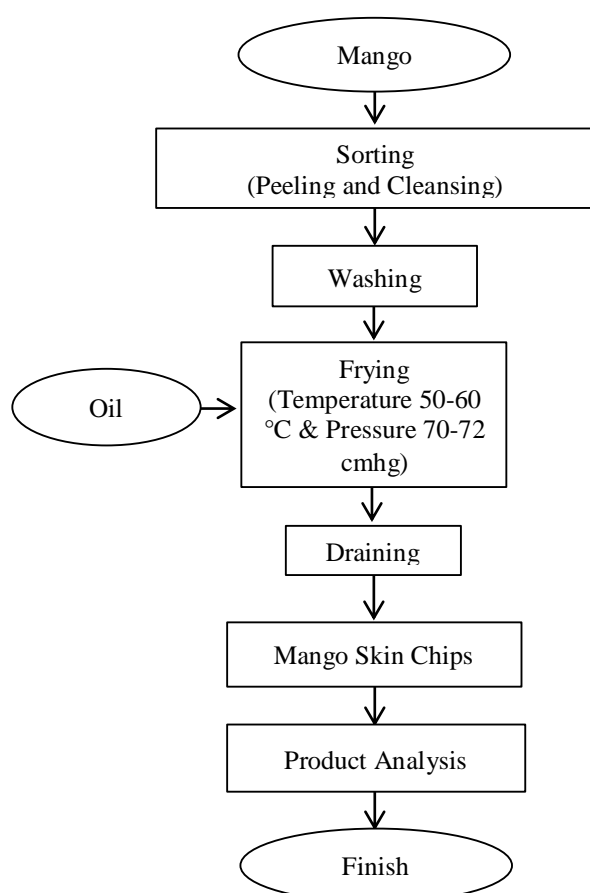 Mango
Sorting
(Peeling and Cleansing)
Washing
Frying
(Temperature 50-60
°C & Pressure 70-72
cmhg)
Oil
Draining
Mango Skin Chips
Product Analysis
Finish